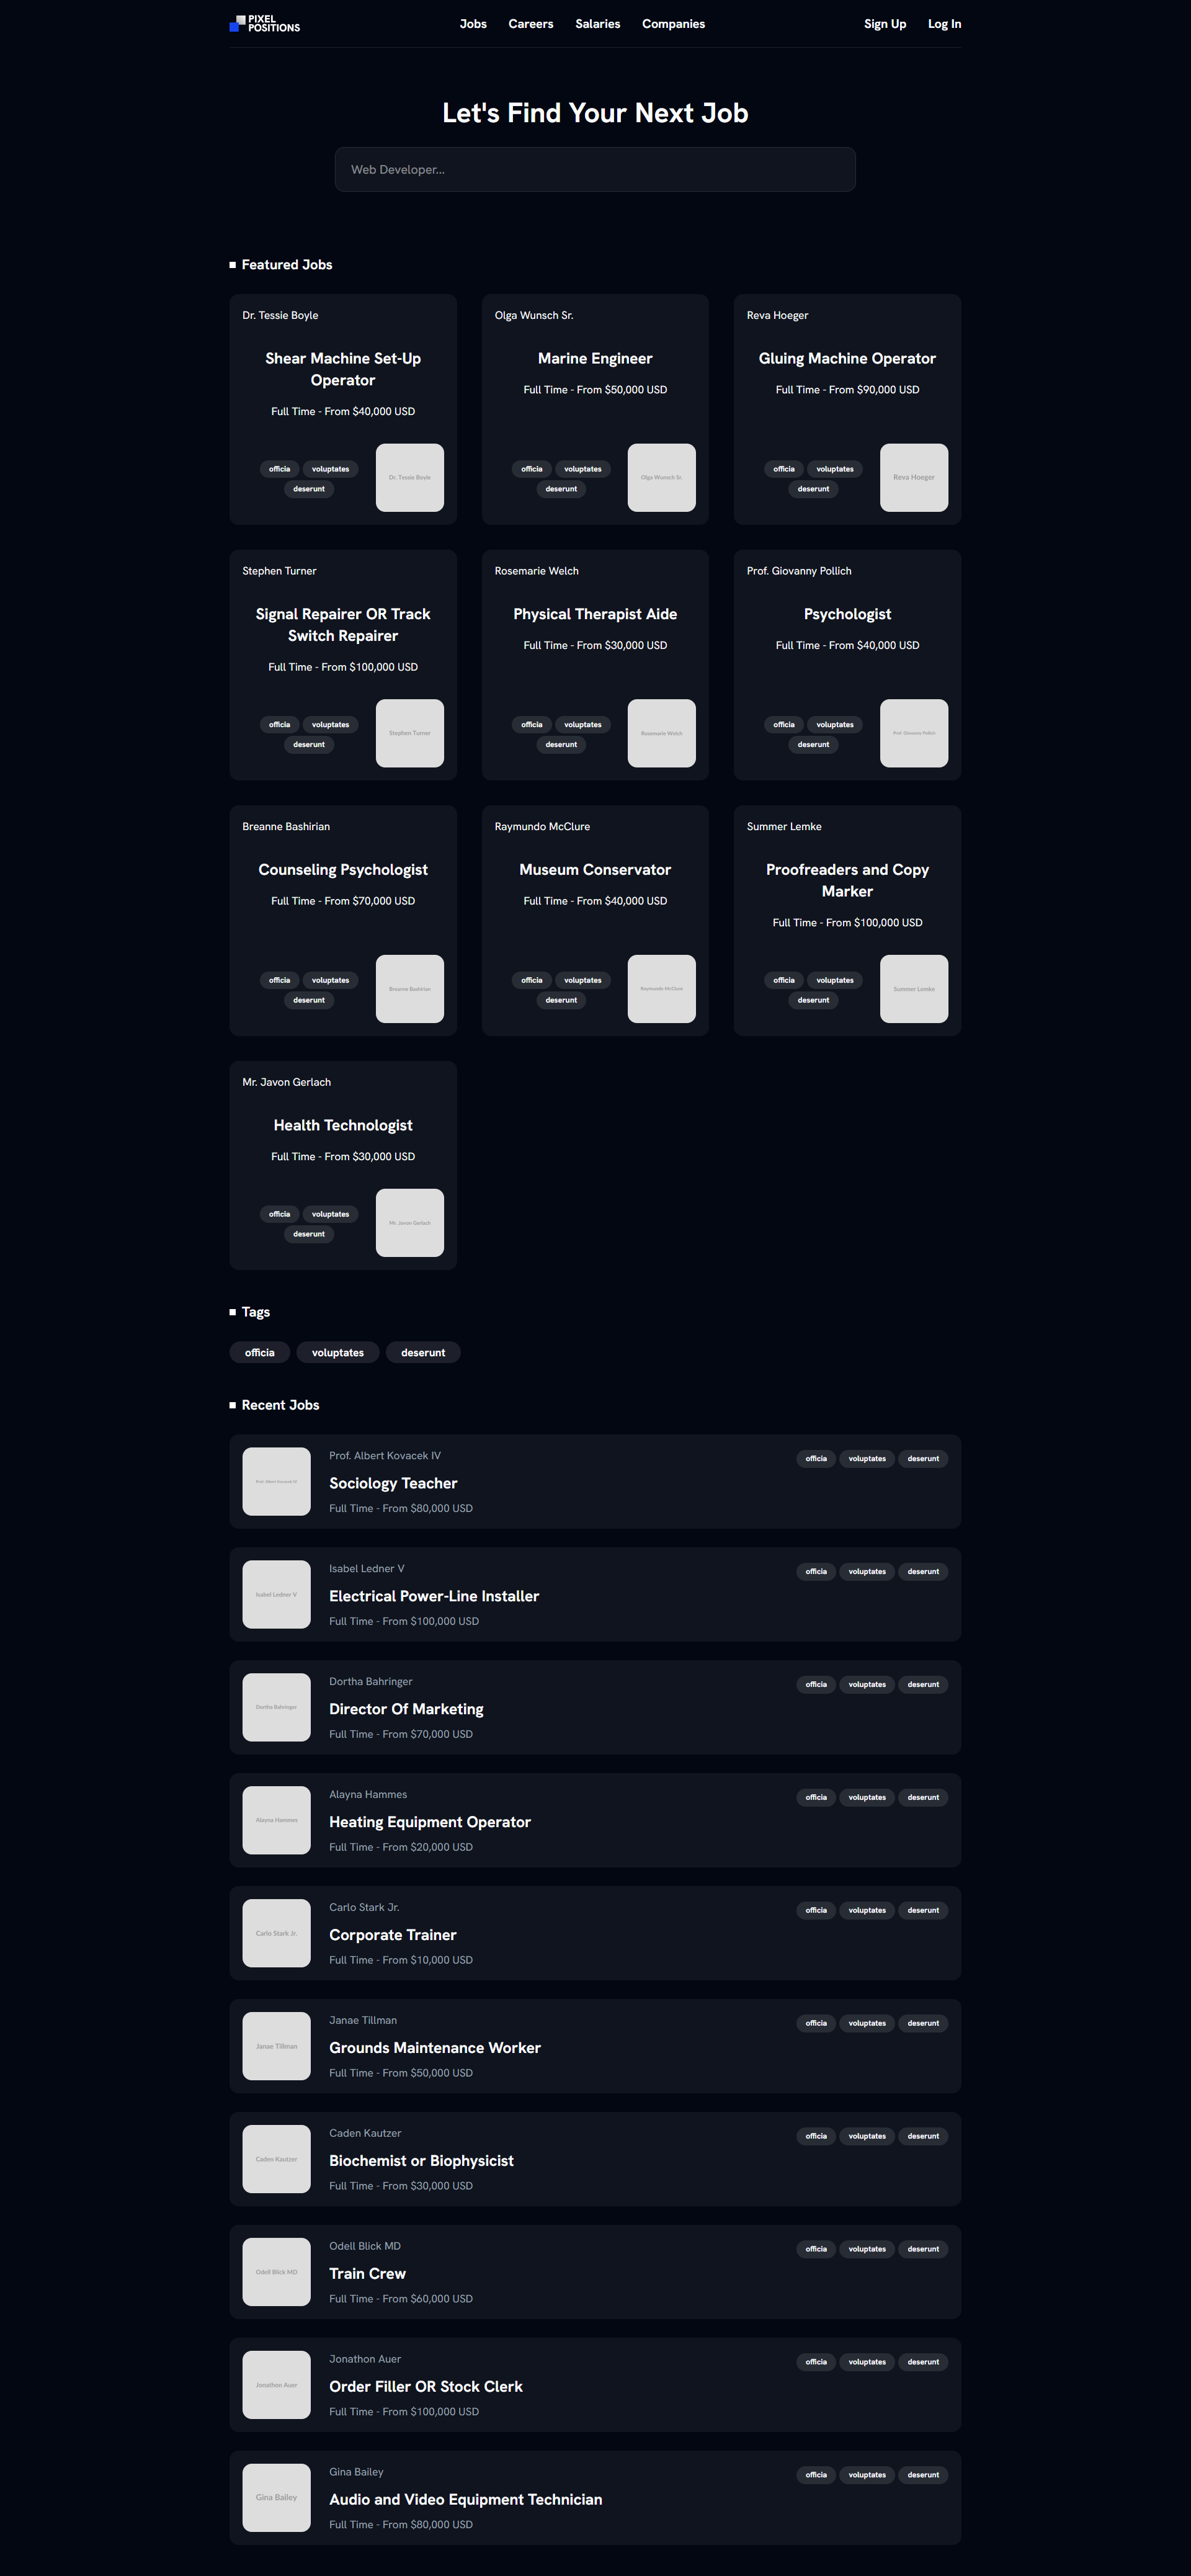 PIXEL
POSITIONS
Jobs Careers Salaries Companies
Sign Up Log In
Let's Find Your Next Job
Web Developer...
Featured Jobs
Dr. Tessie Boyle
Shear Machine Set-Up
Operator
Full Time - From $40,000 USD
officia voluptates
deserunt
Dr. Tessie Boyle
Olga Wunsch Sr.
Marine Engineer
Full Time - From $50,000 USD
officia voluptates
deserunt
Olga Wunsch Sr.
Reva Hoeger
Gluing Machine Operator
Full Time - From $90,000 USD
officia voluptates
deserunt
Reva Hoeger
Stephen Turner
Signal Repairer OR Track
Switch Repairer
Full Time - From $100,000 USD
officia voluptates
deserunt
Stephen Turner
Rosemarie Welch
Physical Therapist Aide
Full Time - From $30,000 USD
officia voluptates
deserunt
Rosemarie Welch
Prof. Giovanny Pollich
Psychologist
Full Time - From $40,000 USD
officia voluptates
deserunt
Prof. Giovanny Pollich
Breanne Bashirian
Counseling Psychologist
Full Time - From $70,000 USD
officia voluptates
deserunt
Breanne Bashirian
Raymundo McClure
Museum Conservator
Full Time - From $40,000 USD
officia voluptates
deserunt
Raymundo McClure
Summer Lemke
Proofreaders and Copy
Marker
Full Time - From $100,000 USD
officia voluptates
deserunt
Summer Lemke
Mr. Javon Gerlach
Health Technologist
Full Time - From $30,000 USD
officia voluptates
deserunt
Mr. Javon Gerlach
Tags
officia voluptates deserunt
Recent Jobs
Prof. Albert Kovacek IV
Prof. Albert Kovacek IV
Sociology Teacher
Full Time - From $80,000 USD
officia voluptates deserunt
Isabel Ledner V
Isabel Ledner V
Electrical Power-Line Installer
Full Time - From $100,000 USD
officia voluptates deserunt
Dortha Bahringer
Dortha Bahringer
Director Of Marketing
Full Time - From $70,000 USD
officia voluptates deserunt
Alayna Hammes
Alayna Hammes
Heating Equipment Operator
Full Time - From $20,000 USD
officia voluptates deserunt
Carlo Stark Jr.
Carlo Stark Jr.
Corporate Trainer
Full Time - From $10,000 USD
officia voluptates deserunt
Janae Tillman
Janae Tillman
Grounds Maintenance Worker
Full Time - From $50,000 USD
officia voluptates deserunt
Caden Kautzer
Caden Kautzer
Biochemist or Biophysicist
Full Time - From $30,000 USD
officia voluptates deserunt
Odell Blick MD
Odell Blick MD
Train Crew
Full Time - From $60,000 USD
officia voluptates deserunt
Jonathon Auer
Jonathon Auer
Order Filler OR Stock Clerk
Full Time - From $100,000 USD
officia voluptates deserunt
Gina Bailey
Gina Bailey
Audio and Video Equipment Technician
Full Time - From $80,000 USD
officia voluptates deserunt